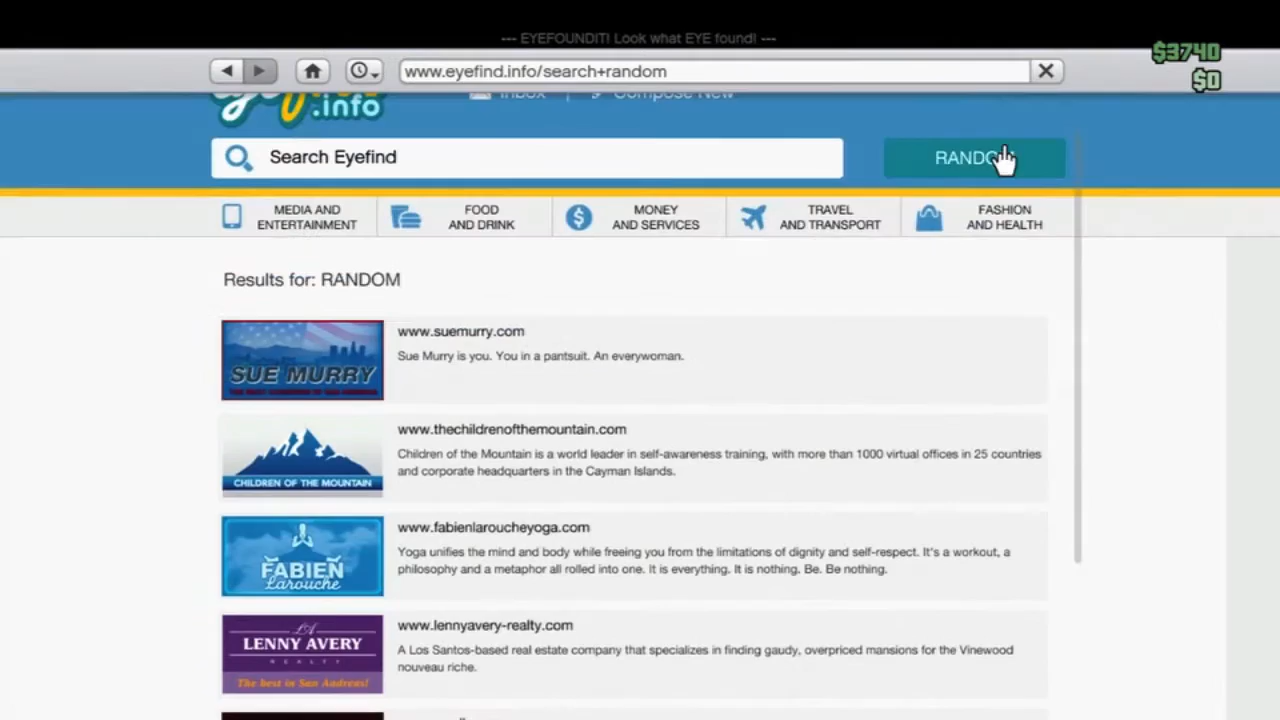 --- EYEFOUNDIT! Look what EYE found! ---
$3740
$0
www.eyefind.info/search+random
.info
Inbox | Compose New
Search Eyefind
MEDIA AND
ENTERTAINMENT
FOOD
AND DRINK
MONEY
AND SERVICES
TRAVEL
AND TRANSPORT
FASHION
AND HEALTH
Results for: RANDOM
SUE MURRY
www.suemurry.com
Sue Murry is you. You in a pantsuit. An everywoman.
CHILDREN OF THE MOUNTAIN
www.thechildrenofthemountain.com
Children of the Mountain is a world leader in self-awareness training, with more than 1000 virtual offices in 25 countries
and corporate headquarters in the Cayman Islands.
FABIEN
Larouche
www.fabienlaroucheyoga.com
Yoga unifies the mind and body while freeing you from the limitations of dignity and self-respect. It's a workout, a
philosophy and a metaphor all rolled into one. It is everything. It is nothing. Be. Be nothing.
LA
LENNY AVERY
REALTY
The best in San Andreas!
www.lennyavery-realty.com
A Los Santos-based real estate company that specializes in finding gaudy, overpriced mansions for the Vinewood
nouveau riche.